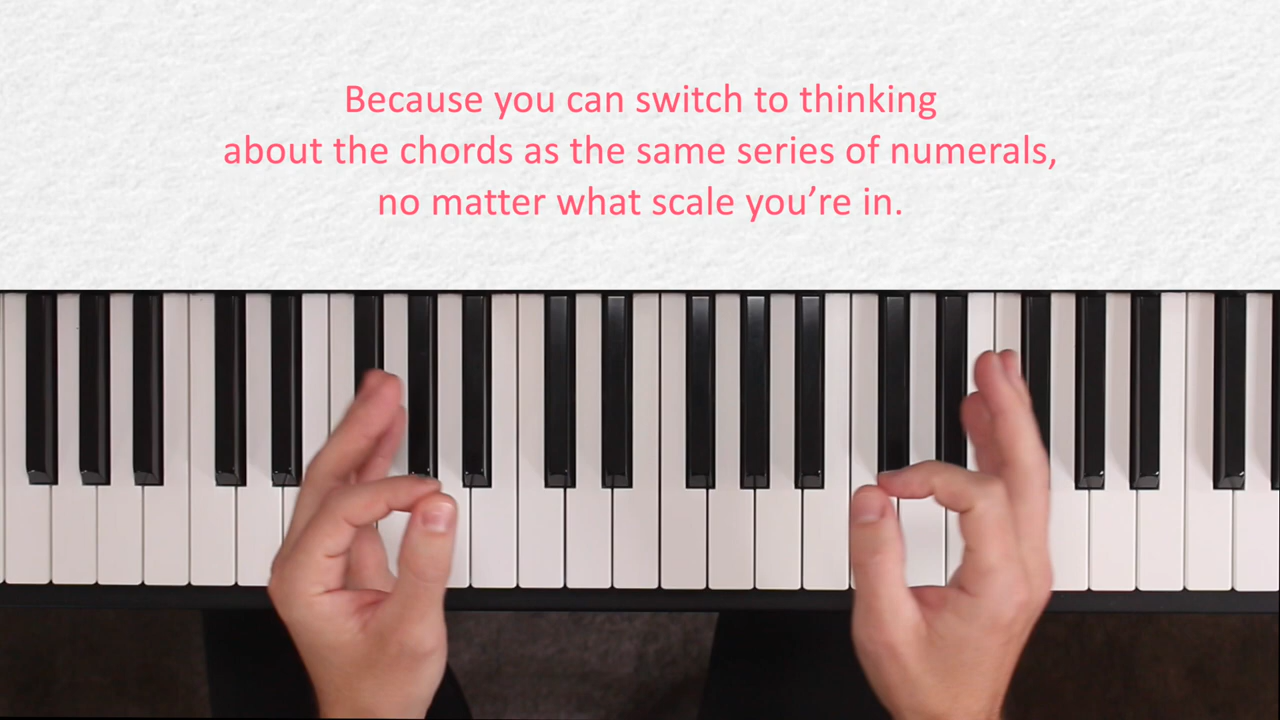 Because you can switch to thinking
about the chords as the same series of numerals,
no matter what scale you’re in.